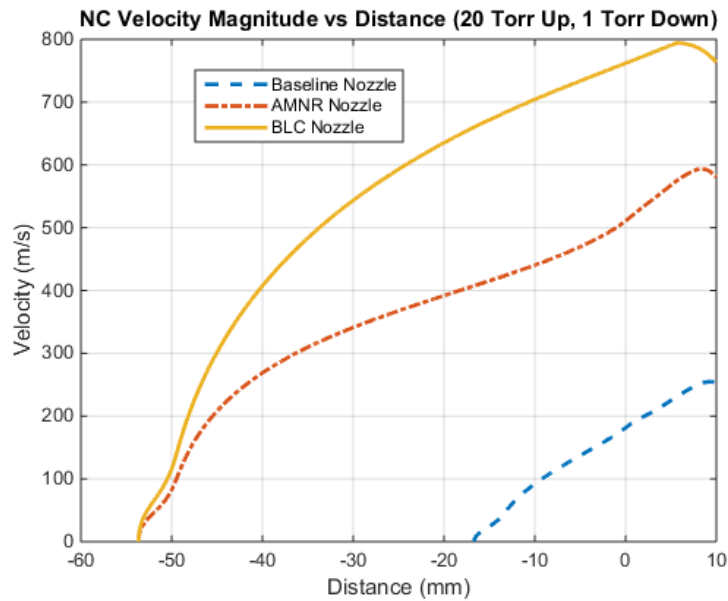 NC Velocity Magnitude vs Distance (20 Torr Up, 1 Torr Down)
800
700
600
500
400
300
200
100
0
Velocity (m/s)
Baseline Nozzle
AMNR Nozzle
BLC Nozzle
-60
-50
-40
-30
-20
-10
0
10
Distance (mm)